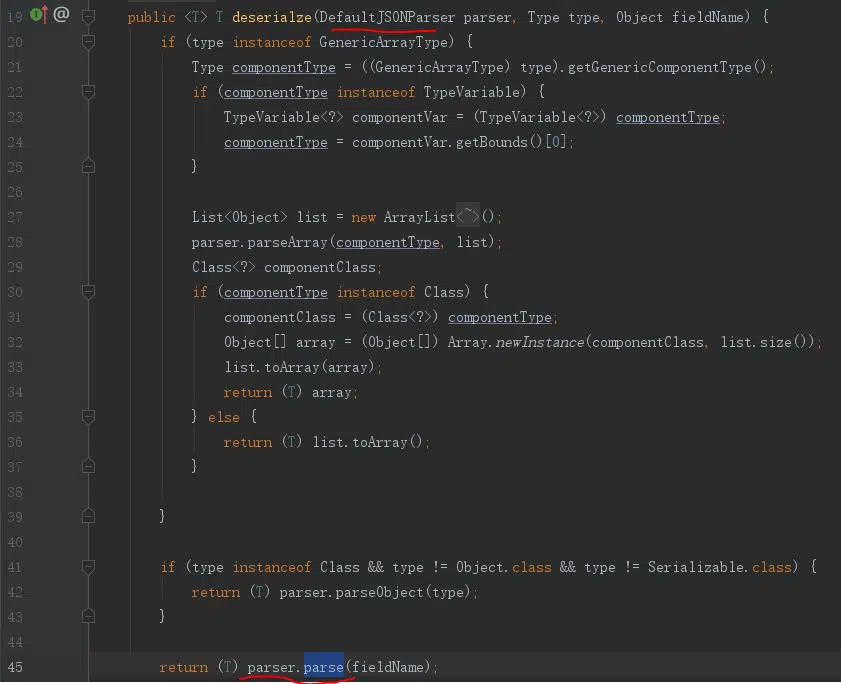 19 @ public <T> T deserialze(DefaultJSONParser parser, Type type, Object fieldName) {
20 if (type instanceof GenericArrayType) {
21 Type componentType = ((GenericArrayType) type).getGenericComponentType();
22 if (componentType instanceof TypeVariable) {
23 TypeVariable<?> componentVar = (TypeVariable<?>) componentType;
24 componentType = componentVar.getBounds()[0];
25 }
26
27 List<Object> list = new ArrayList<~>();
28 parser.parseArray(componentType, list);
29 Class<?> componentClass;
30 if (componentType instanceof Class) {
31 componentClass = (Class<?>) componentType;
32 Object[] array = (Object[]) Array.newInstance(componentClass, list.size());
33 list.toArray(array);
34 return (T) array;
35 } else {
36 return (T) list.toArray();
37 }
38
39 }
40
41 if (type instanceof Class && type != Object.class && type != Serializable.class) {
42 return (T) parser.parseObject(type);
43 }
44
45 return (T) parser.parse(fieldName);